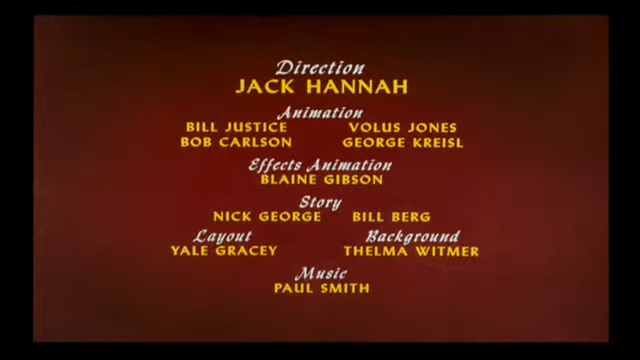 Direction
JACK HANNAH
Animation
BILL JUSTICE VOLUS JONES
BOB CARLSON GEORGE KREISL
Effects Animation
BLAINE GIBSON
Story
NICK GEORGE BILL BERG
Layout Background
YALE GRACEY THELMA WITMER
Music
PAUL SMITH